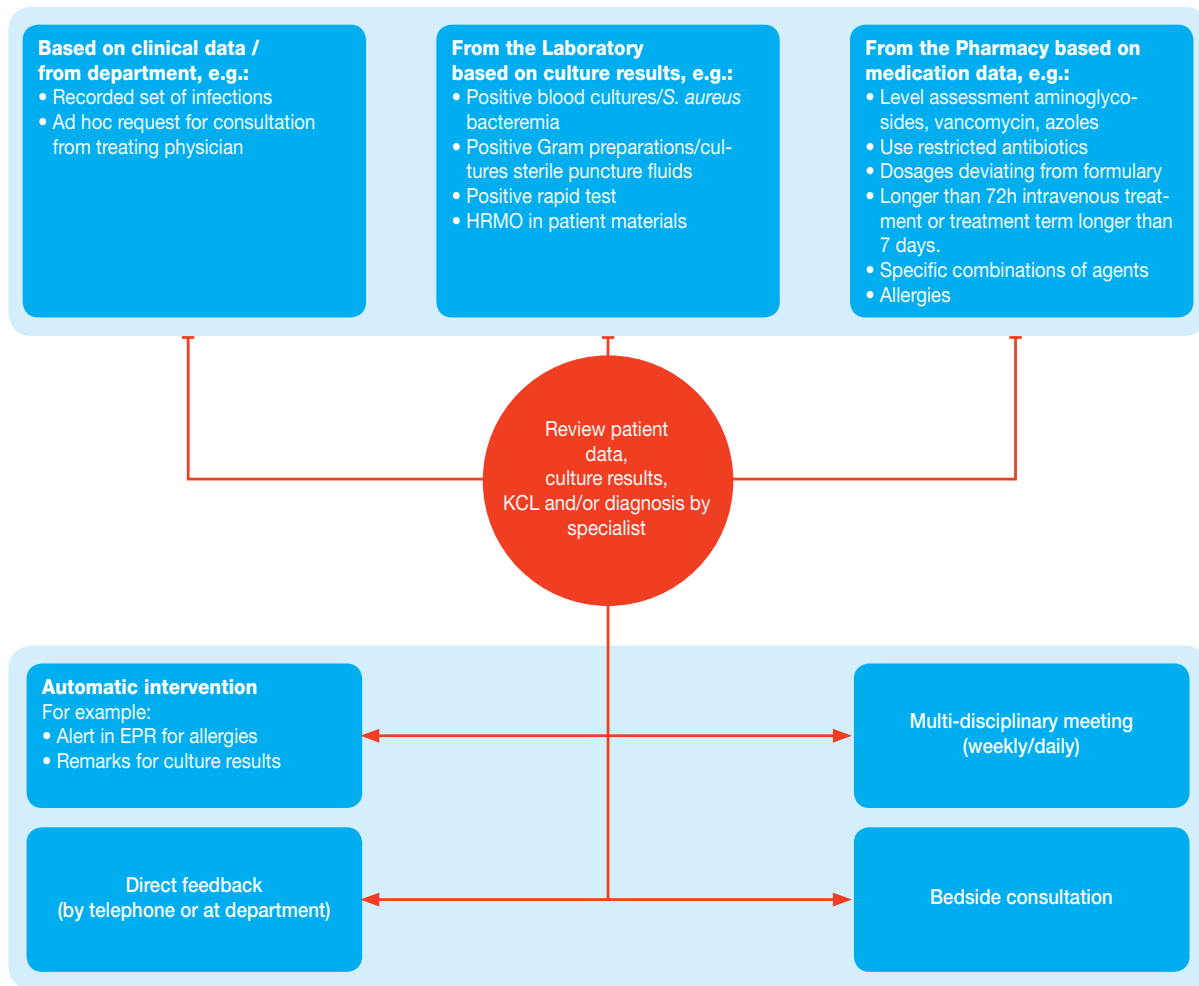 Based on clinical data /
from department, e.g.:
• Recorded set of infections
• Ad hoc request for consultation
from treating physician
From the Laboratory
based on culture results, e.g.:
• Positive blood cultures/S. aureus
bacteremia
• Positive Gram preparations/cul-
tures sterile puncture fluids
• Positive rapid test
• HRMO in patient materials
From the Pharmacy based on
medication data, e.g.:
• Level assessment aminoglyco-
sides, vancomycin, azoles
• Use restricted antibiotics
• Dosages deviating from formulary
• Longer than 72h intravenous treat-
ment or treatment term longer than
7 days.
• Specific combinations of agents
• Allergies
Review patient
data,
culture results,
KCL and/or diagnosis by
specialist
Automatic intervention
For example:
• Alert in EPR for allergies
• Remarks for culture results
Multi-disciplinary meeting
(weekly/daily)
Direct feedback
(by telephone or at department)
Bedside consultation